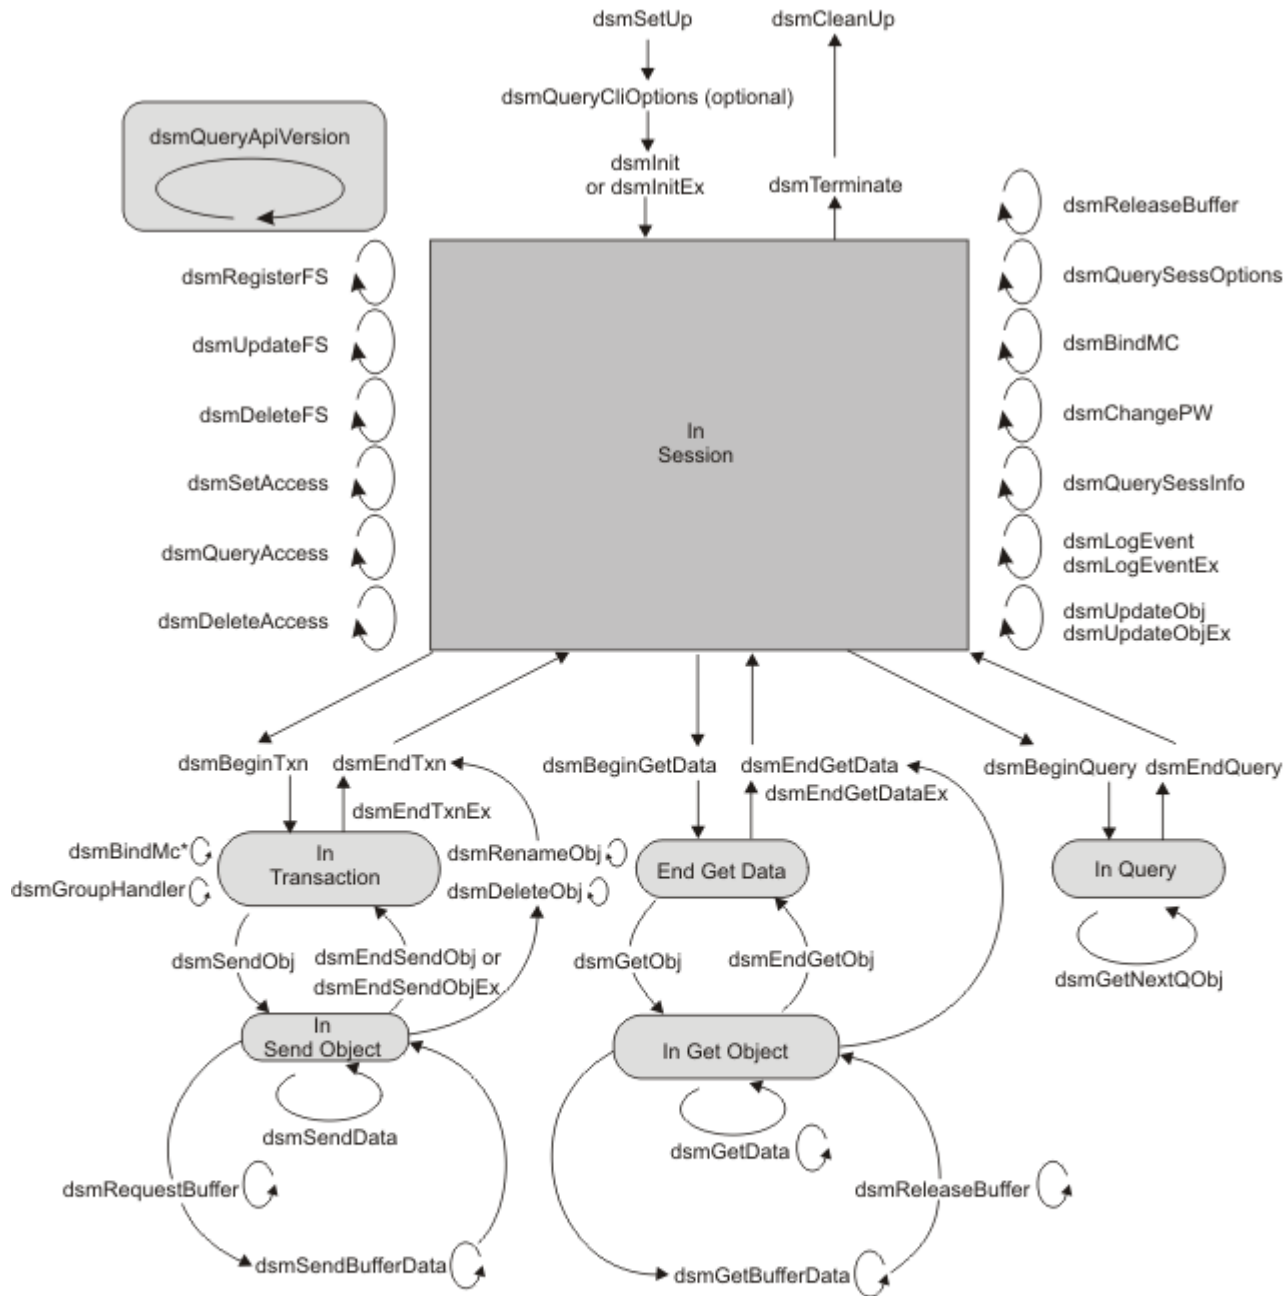 dsmSetUp
dsmCleanUp
dsmQueryCliOptions (optional)
dsmQueryApiVersion
dsmInit
or dsmInitEx
dsmTerminate
dsmReleaseBuffer
dsmRegisterFS
dsmQuerySessOptions
dsmUpdateFS
dsmBindMC
dsmDeleteFS
dsmChangePW
In
Session
dsmSetAccess
dsmQuerySessInfo
dsmQueryAccess
dsmLogEvent
dsmLogEventEx
dsmDeleteAccess
dsmUpdateObj
dsmUpdateObjEx
dsmBeginTxn
dsmEndTxn
dsmBeginGetData
dsmEndGetData
dsmBeginQuery
dsmEndQuery
dsmEndTxnEx
dsmEndGetDataEx
dsmBindMc*
In
Transaction
dsmRenameObj
End Get Data
In Query
dsmGroupHandler
dsmDeleteObj
dsmSendObj
dsmEndSendObj or
dsmEndSendObjEx
dsmGetObj
dsmEndGetObj
dsmGetNextQObj
In
Send Object
In Get Object
dsmSendData
dsmGetData
dsmRequestBuffer
dsmReleaseBuffer
dsmSendBufferData
dsmGetBufferData